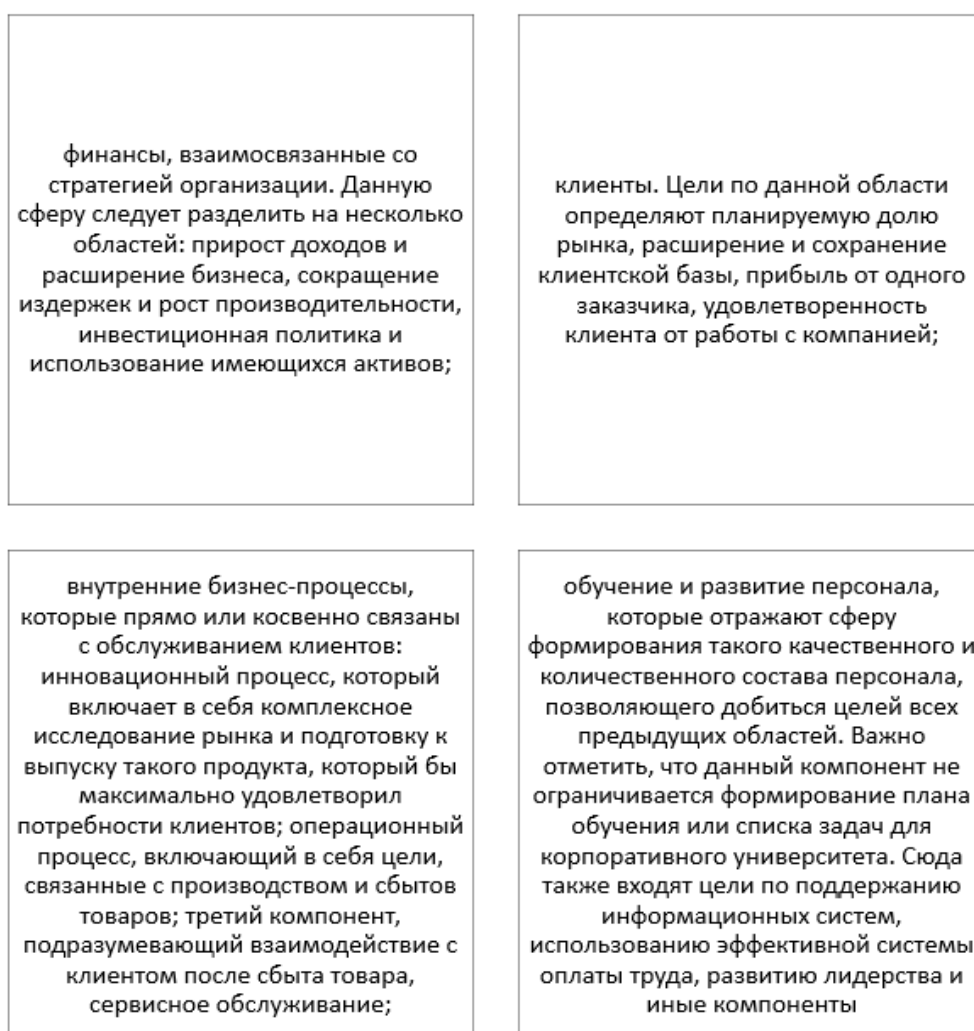 финансы, взаимосвязанные со
стратегией организации. Данную
сферу следует разделить на несколько
областей: прирост доходов и
расширение бизнеса, сокращение
издержек и рост производительности,
инвестиционная политика и
использование имеющихся активов;
клиенты. Цели по данной области
определяют планируемую долю
рынка, расширение и сохранение
клиентской базы, прибыль от одного
заказчика, удовлетворенность
клиента от работы с компанией;
внутренние бизнес-процессы,
которые прямо или косвенно связаны
с обслуживанием клиентов:
инновационный процесс, который
включает в себя комплексное
исследование рынка и подготовку к
выпуску такого продукта, который бы
максимально удовлетворил
потребности клиентов; операционный
процесс, включающий в себя цели,
связанные с производством и сбытов
товаров; третий компонент,
подразумевающий взаимодействие с
клиентом после сбыта товара,
сервисное обслуживание;
обучение и развитие персонала,
которые отражают сферу
формирования такого качественного и
количественного состава персонала,
позволяющего добиться целей всех
предыдущих областей. Важно
отметить, что данный компонент не
ограничивается формирование плана
обучения или списка задач для
корпоративного университета. Сюда
также входят цели по поддержанию
информационных систем,
использованию эффективной системы
оплаты труда, развитию лидерства и
иные компоненты